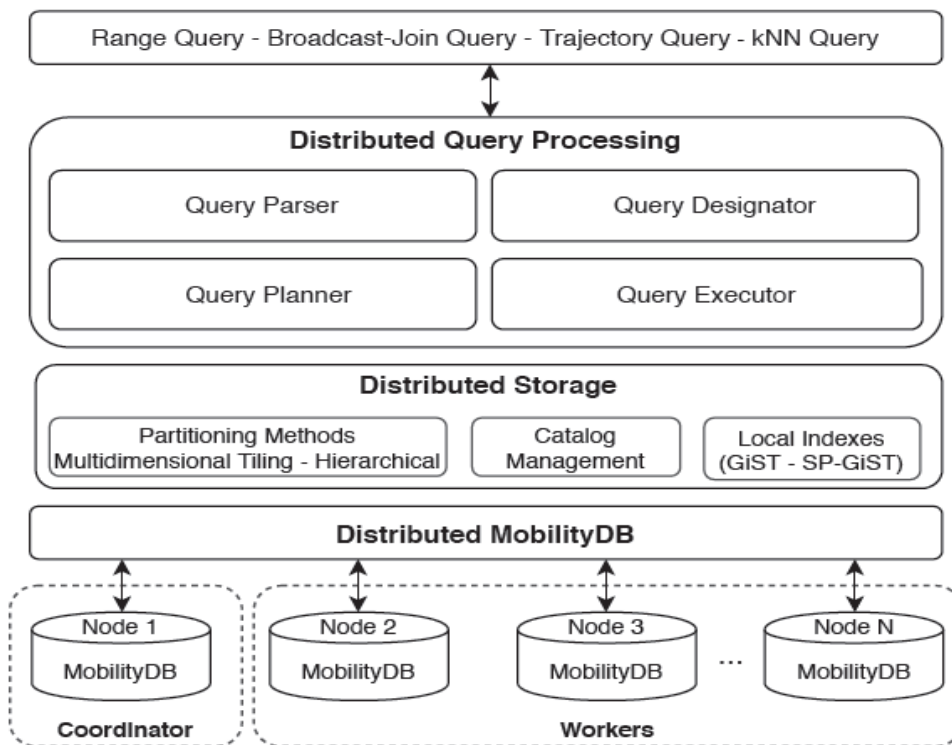 Range Query - Broadcast-Join Query - Trajectory Query - kNN Query
Distributed Query Processing
Query Parser
Query Designator
Query Planner
Query Executor
Distributed Storage
Partitioning Methods
Multidimensional Tiling - Hierarchical
Catalog
Management
Local Indexes
(GiST - SP-GiST)
Distributed MobilityDB
Node 1
MobilityDB
Node 2
MobilityDB
Node 3
MobilityDB
...
Node N
MobilityDB
Coordinator
Workers